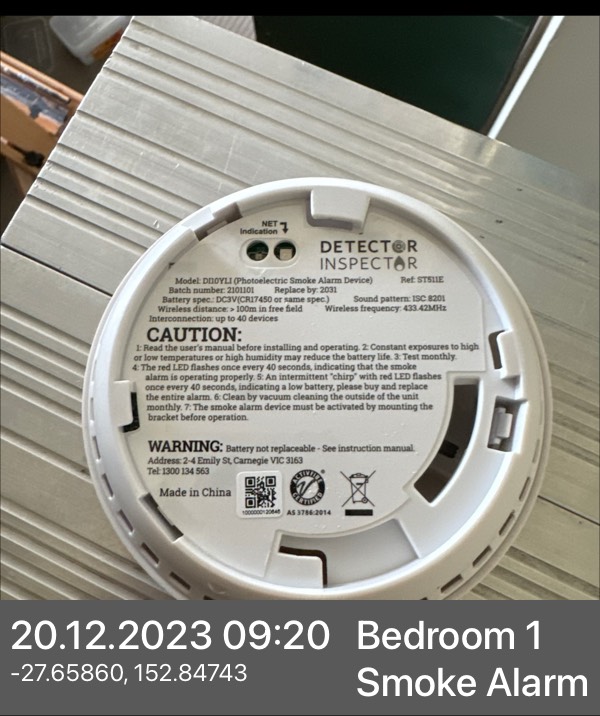 NET
Indication
DETECTOR
INSPECTOR
Model: DI10YLI (Photoelectric Smoke Alarm Device) Ref: ST511E
Batch number: 2101101 Replace by: 2031
Battery spec.: DC3V(CR17450 or same spec.) Sound pattern: ISC 8201
Wireless distance: > 100m in free field Wireless frequency: 433.42MHz
Interconnection: up to 40 devices
CAUTION:
1: Read the user's manual before installing and operating. 2: Constant exposures to high
or low temperatures or high humidity may reduce the battery life. 3: Test monthly.
4: The red LED flashes once every 40 seconds, indicating that the smoke
alarm is operating properly. 5: An intermittent "chirp" with red LED flashes
once every 40 seconds, indicating a low battery, please buy and replace
the entire alarm. 6: Clean by vacuum cleaning the outside of the unit
monthly. 7: The smoke alarm device must be activated by mounting the
bracket before operation.
WARNING: Battery not replaceable - See instruction manual.
Address: 2-4 Emily St, Carnegie VIC 3163
Tel: 1300 134 563
Made in China
1000000120848
ACTIVFIRE
CERTIFIED
AS 3786:2014
20.12.2023 09:20
-27.65860, 152.84743
Bedroom 1
Smoke Alarm